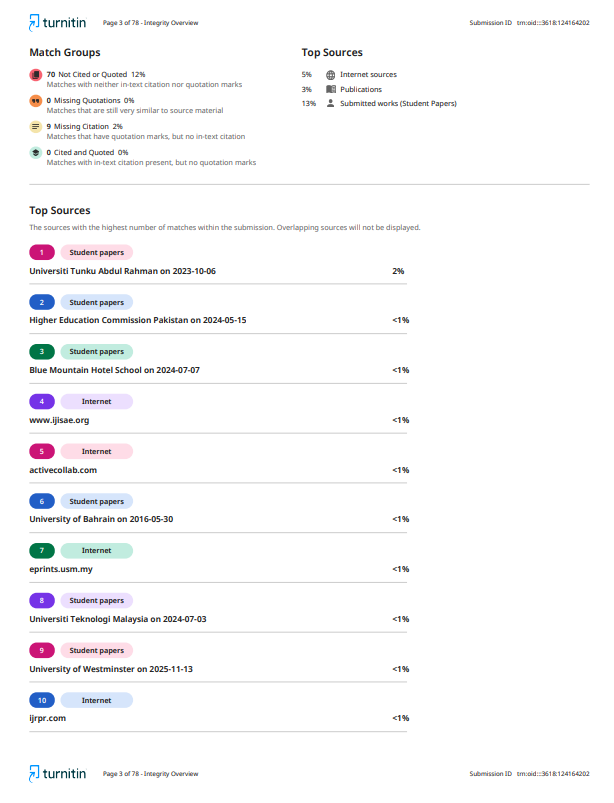 turnitin Page 3 of 78 - Integrity Overview Submission ID trn:oid:::3618:124164202
Match Groups
70 Not Cited or Quoted 12%
Matches with neither in-text citation nor quotation marks
0 Missing Quotations 0%
Matches that are still very similar to source material
9 Missing Citation 2%
Matches that have quotation marks, but no in-text citation
0 Cited and Quoted 0%
Matches with in-text citation present, but no quotation marks
Top Sources
5% Internet sources
3% Publications
13% Submitted works (Student Papers)
Top Sources
The sources with the highest number of matches within the submission. Overlapping sources will not be displayed.
1 Student papers
Universiti Tunku Abdul Rahman on 2023-10-06 2%
2 Student papers
Higher Education Commission Pakistan on 2024-05-15 <1%
3 Student papers
Blue Mountain Hotel School on 2024-07-07 <1%
4 Internet
www.ijisae.org <1%
5 Internet
activecollab.com <1%
6 Student papers
University of Bahrain on 2016-05-30 <1%
7 Internet
eprints.usm.my <1%
8 Student papers
Universiti Teknologi Malaysia on 2024-07-03 <1%
9 Student papers
University of Westminster on 2025-11-13 <1%
10 Internet
ijrpr.com <1%
turnitin Page 3 of 78 - Integrity Overview Submission ID trn:oid:::3618:124164202